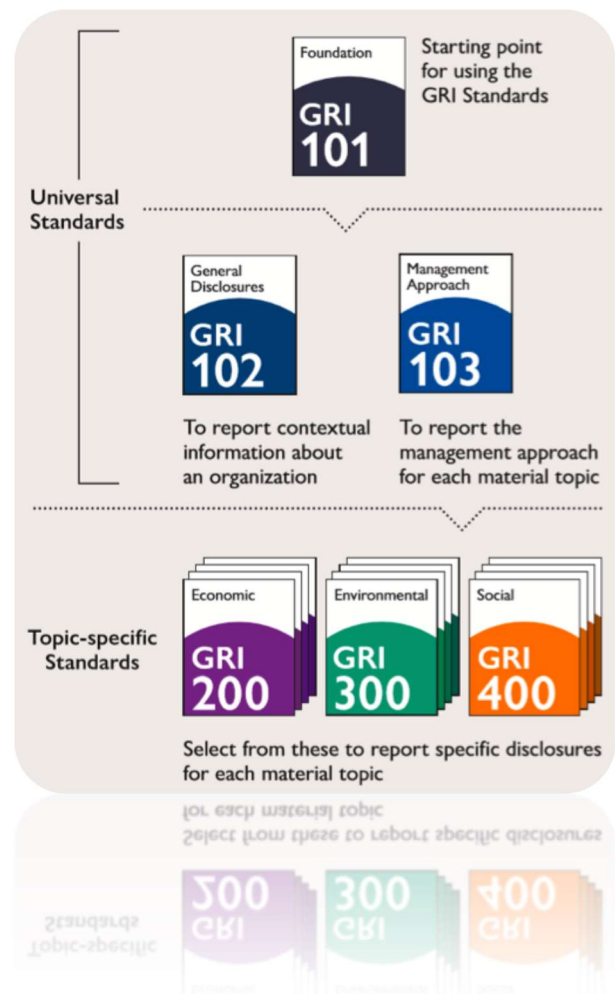 Foundation
GRI
101
Starting point
for using the
GRI Standards
Universal
Standards
General
Disclosures
GRI
102
Management
Approach
GRI
103
To report contextual
information about
an organization
To report the
management approach
for each material topic
Topic-specific
Standards
Economic
GRI
200
Environmental
GRI
300
Social
GRI
400
Select from these to report specific disclosures
for each material topic